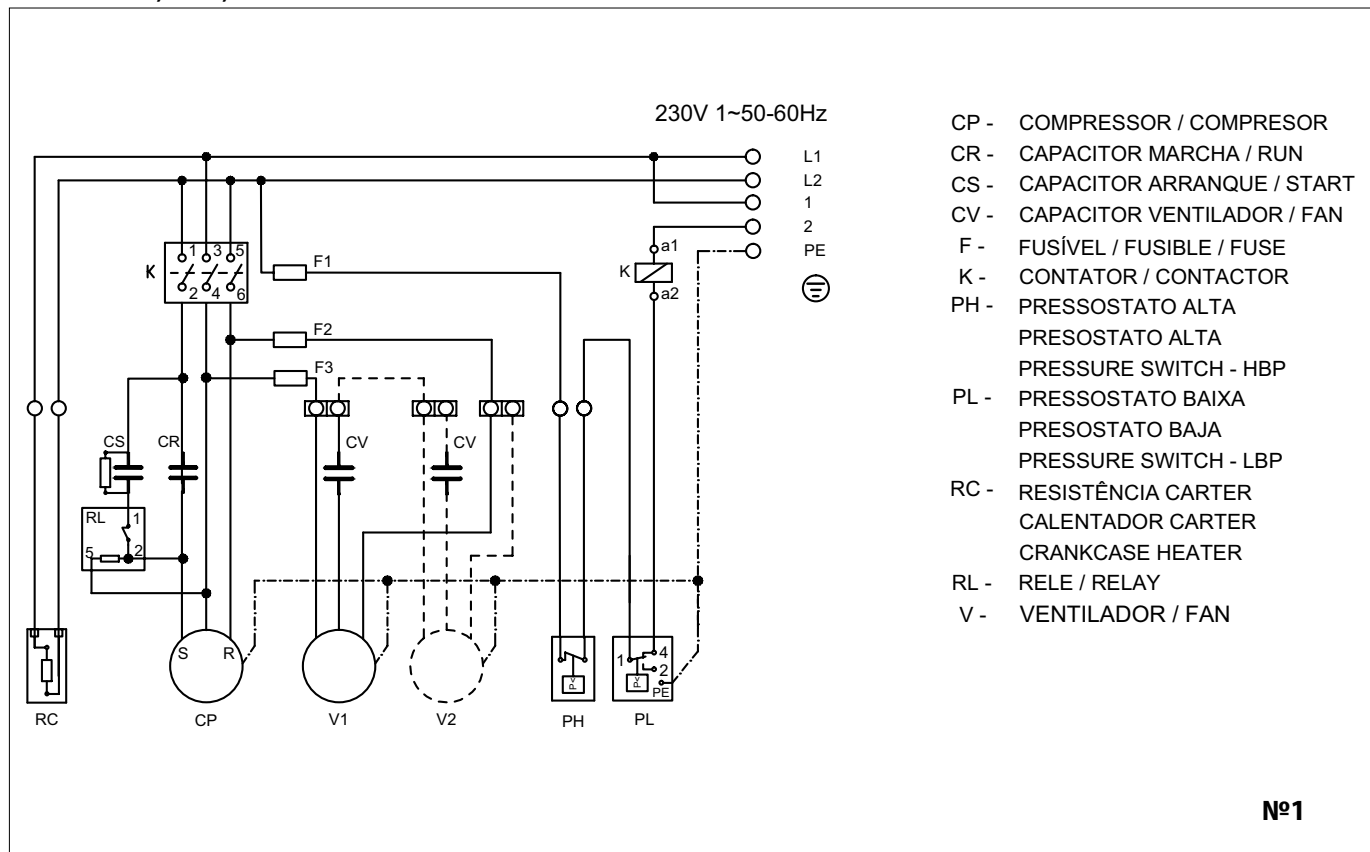 230V 1~50-60Hz
L1
L2
1
2
PE
a1
K
a2
1 3 5
K
2 4 6
F1
F2
F3
CS
CR
CV
CV
RL
1
5
2
S
R
P<
1
4
2
P<
PE
RC
CP
V1
V2
PH
PL
CP - COMPRESSOR / COMPRESOR
CR - CAPACITOR MARCHA / RUN
CS - CAPACITOR ARRANQUE / START
CV - CAPACITOR VENTILADOR / FAN
F - FUSÍVEL / FUSIBLE / FUSE
K - CONTATOR / CONTACTOR
PH - PRESSOSTATO ALTA
PRESOSTATO ALTA
PRESSURE SWITCH - HBP
PL - PRESSOSTATO BAIXA
PRESOSTATO BAJA
PRESSURE SWITCH - LBP
RC - RESISTÊNCIA CARTER
CALENTADOR CARTER
CRANKCASE HEATER
RL - RELE / RELAY
V - VENTILADOR / FAN
Nº1